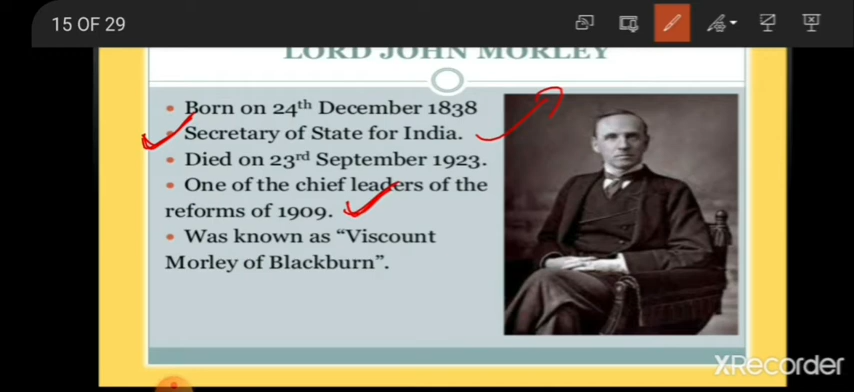 15 OF 29
LORD JOHN MORLEY
• Born on 24th December 1838
• Secretary of State for India.
• Died on 23rd September 1923.
• One of the chief leaders of the
reforms of 1909.
• Was known as “Viscount
Morley of Blackburn”.
XRecorder